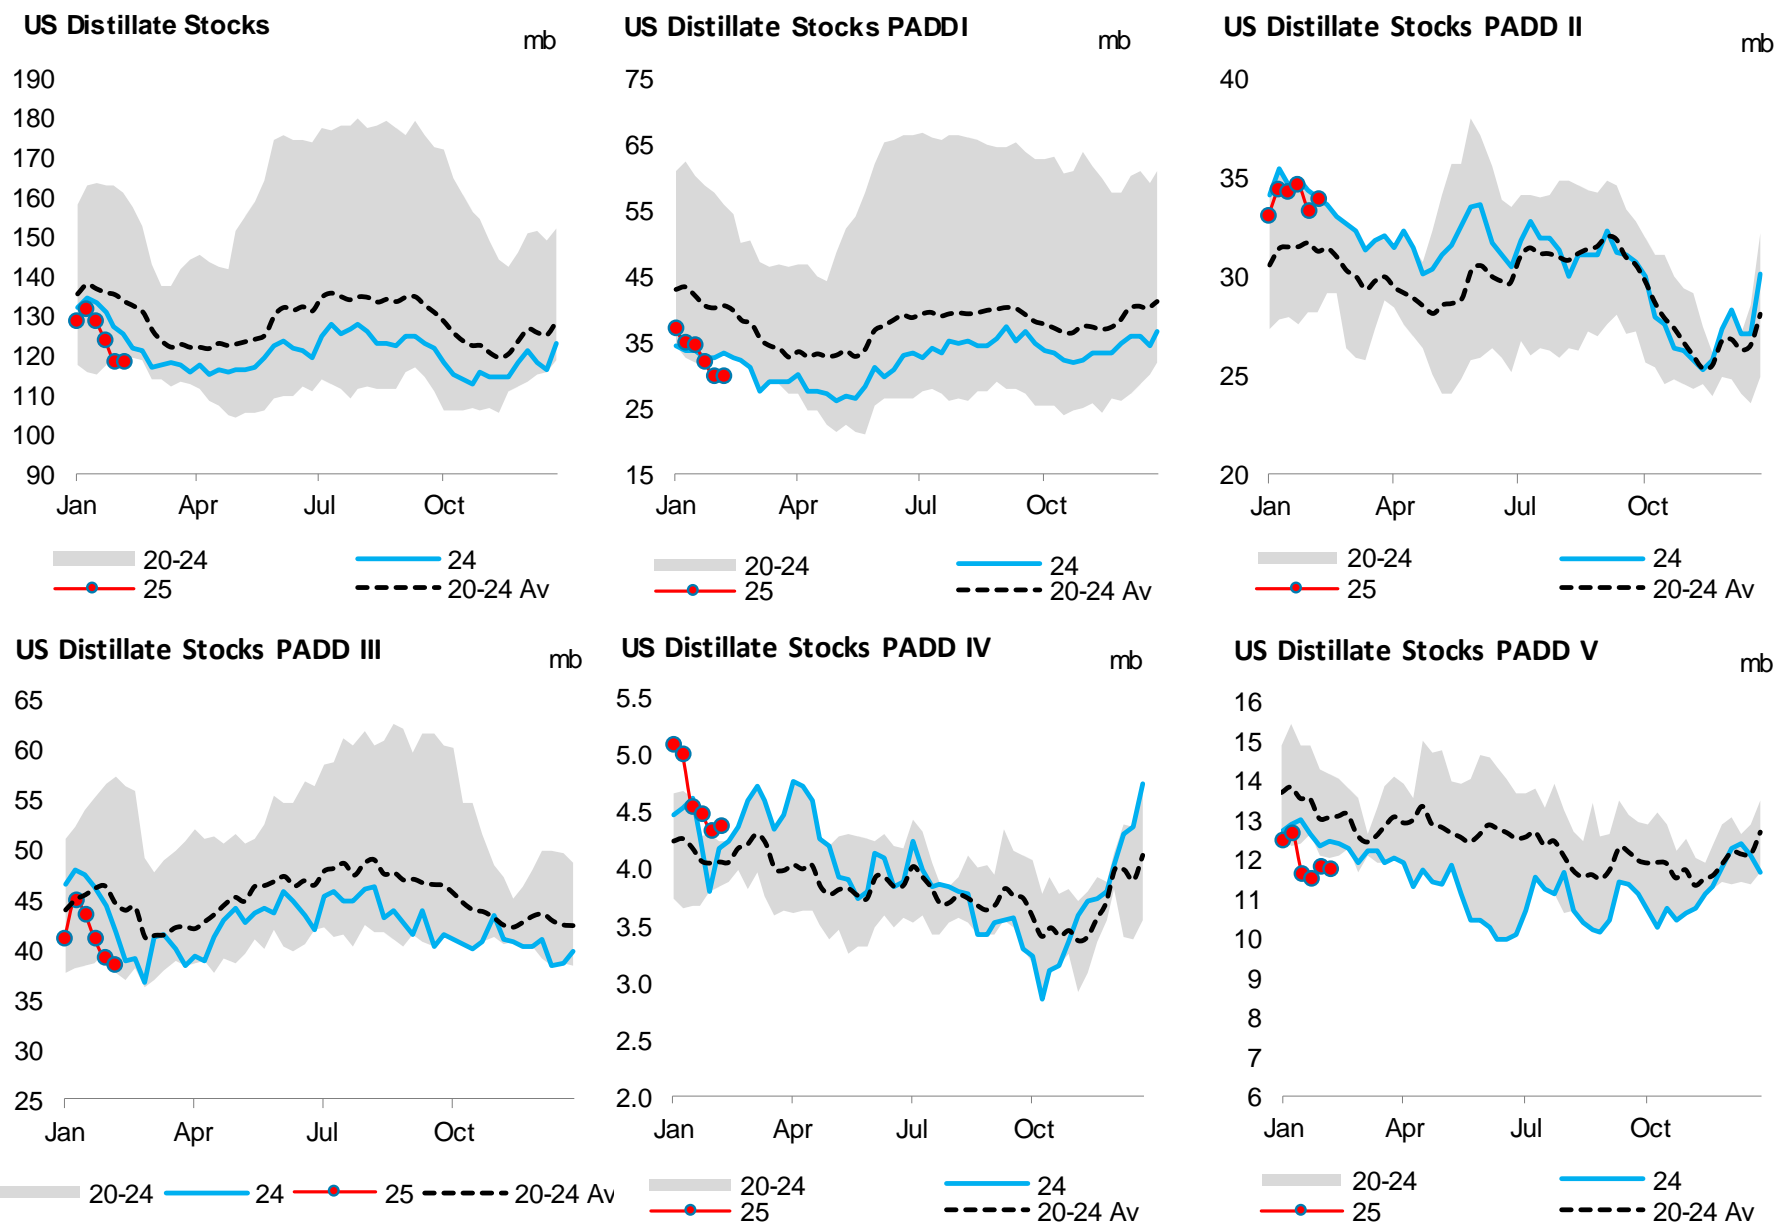 US Distillate Stocks
mb
190
180
170
160
150
140
130
120
110
100
90
Jan Apr Jul Oct
20-24 24
25 20-24 Av
US Distillate Stocks PADD I
mb
75
65
55
45
35
25
15
Jan Apr Jul Oct
20-24 24
25 20-24 Av
US Distillate Stocks PADD II
mb
40
35
30
25
20
Jan Apr Jul Oct
20-24 24
25 20-24 Av
US Distillate Stocks PADD III
mb
65
60
55
50
45
40
35
30
25
Jan Apr Jul Oct
20-24 24 25 20-24 Av
US Distillate Stocks PADD IV
mb
5.5
5.0
4.5
4.0
3.5
3.0
2.5
2.0
Jan Apr Jul Oct
20-24 24
25 20-24 Av
US Distillate Stocks PADD V
mb
16
15
14
13
12
11
10
9
8
7
6
Jan Apr Jul Oct
20-24 24
25 20-24 Av